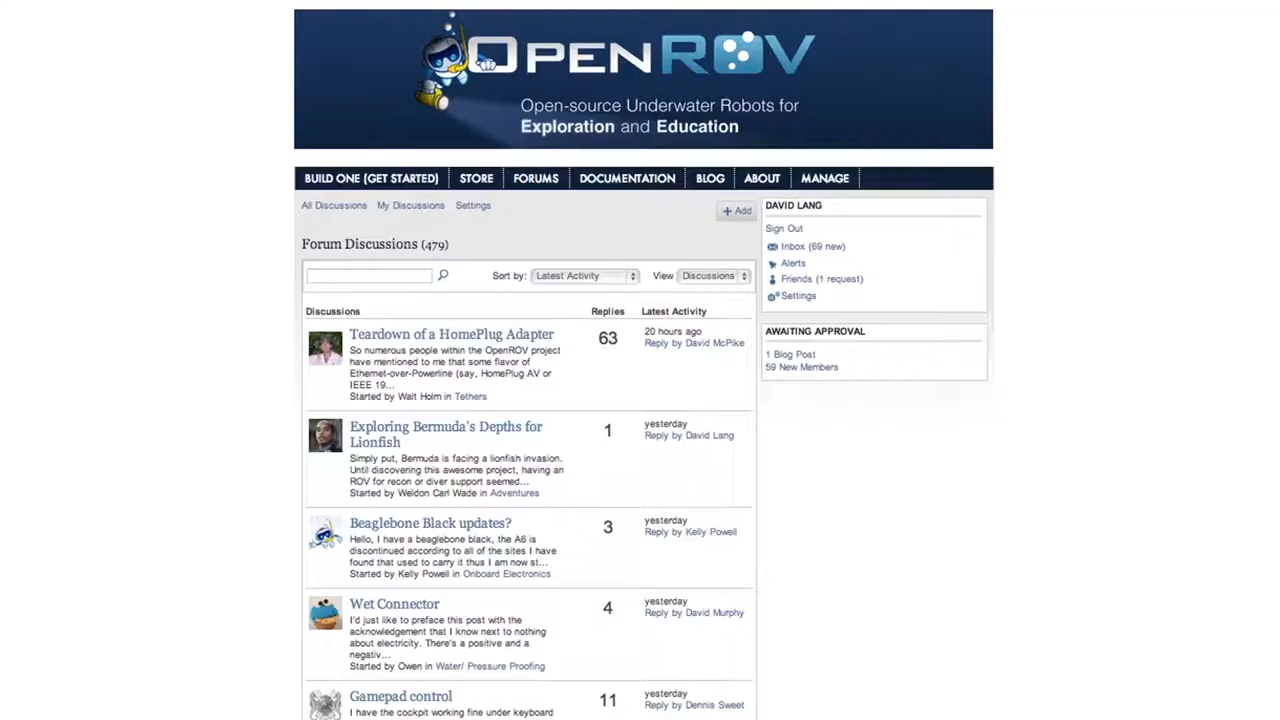 OPENROV
Open-source Underwater Robots for
Exploration and Education
BUILD ONE (GET STARTED) STORE FORUMS DOCUMENTATION BLOG ABOUT MANAGE
All Discussions My Discussions Settings
+ Add
Forum Discussions (479)
Sort by: Latest Activity View Discussions
Discussions Replies Latest Activity
Teardown of a HomePlug Adapter
So numerous people within the OpenROV project
have mentioned to me that some flavor of
Ethernet-over-Powerline (say, HomePlug AV or
IEEE 19...
Started by Walt Holm in Tethers
63
20 hours ago
Reply by David McPike
Exploring Bermuda's Depths for
Lionfish
Simply put, Bermuda is facing a lionfish invasion.
Until discovering this awesome project, having an
ROV for recon or diver support seemed...
Started by Weldon Carl Wade in Adventures
1
yesterday
Reply by David Lang
Beaglebone Black updates?
Hello, I have a beaglebone black, the A6 is
discontinued according to all of the sites I have
found that used to carry it thus I am now st...
Started by Kelly Powell in Onboard Electronics
3
yesterday
Reply by Kelly Powell
Wet Connector
I'd just like to preface this post with the
acknowledgement that I know next to nothing
about electricity. There's a positive and a
negativ...
Started by Owen in Water/ Pressure Proofing
4
yesterday
Reply by David Murphy
Gamepad control
I have the cockpit working fine under keyboard
11
yesterday
Reply by Dennis Sweet
DAVID LANG
Sign Out
Inbox (69 new)
Alerts
Friends (1 request)
Settings
AWAITING APPROVAL
1 Blog Post
59 New Members